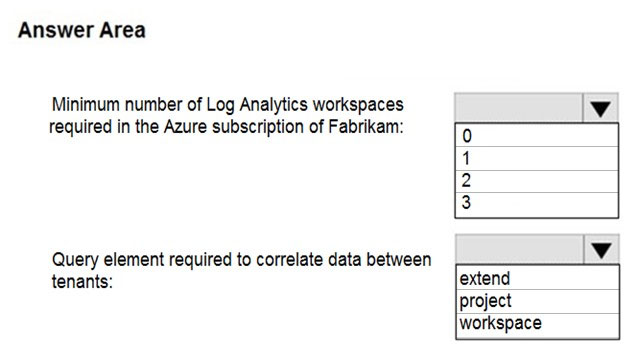 Answer Area
Minimum number of Log Analytics workspaces
required in the Azure subscription of Fabrikam:
0
1
2
3
Query element required to correlate data between
tenants:
extend
project
workspace